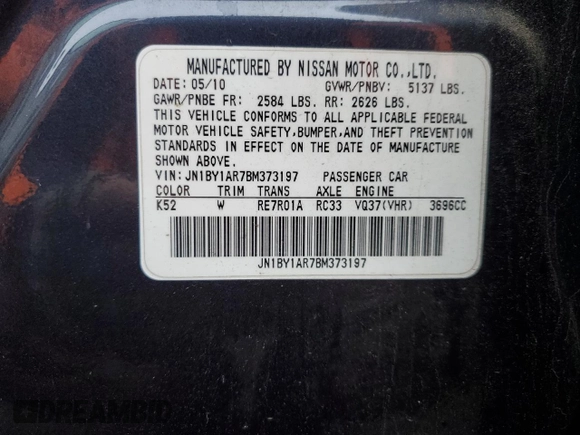 MANUFACTURED BY NISSAN MOTOR CO.,LTD.
DATE: 05/10 GVWR/PNBV: 5137 LBS.
GAWR/PNBE FR: 2584 LBS. RR: 2626 LBS.
THIS VEHICLE CONFORMS TO ALL APPLICABLE FEDERAL
MOTOR VEHICLE SAFETY,BUMPER,AND THEFT PREVENTION
STANDARDS IN EFFECT ON THE DATE OF MANUFACTURE
SHOWN ABOVE.
VIN: JN1BY1AR7BM373197 PASSENGER CAR
COLOR TRIM TRANS AXLE ENGINE
K52 W RE7R01A RC33 VQ37(VHR) 3696CC
JN1BY1AR7BM373197
DREAMBID